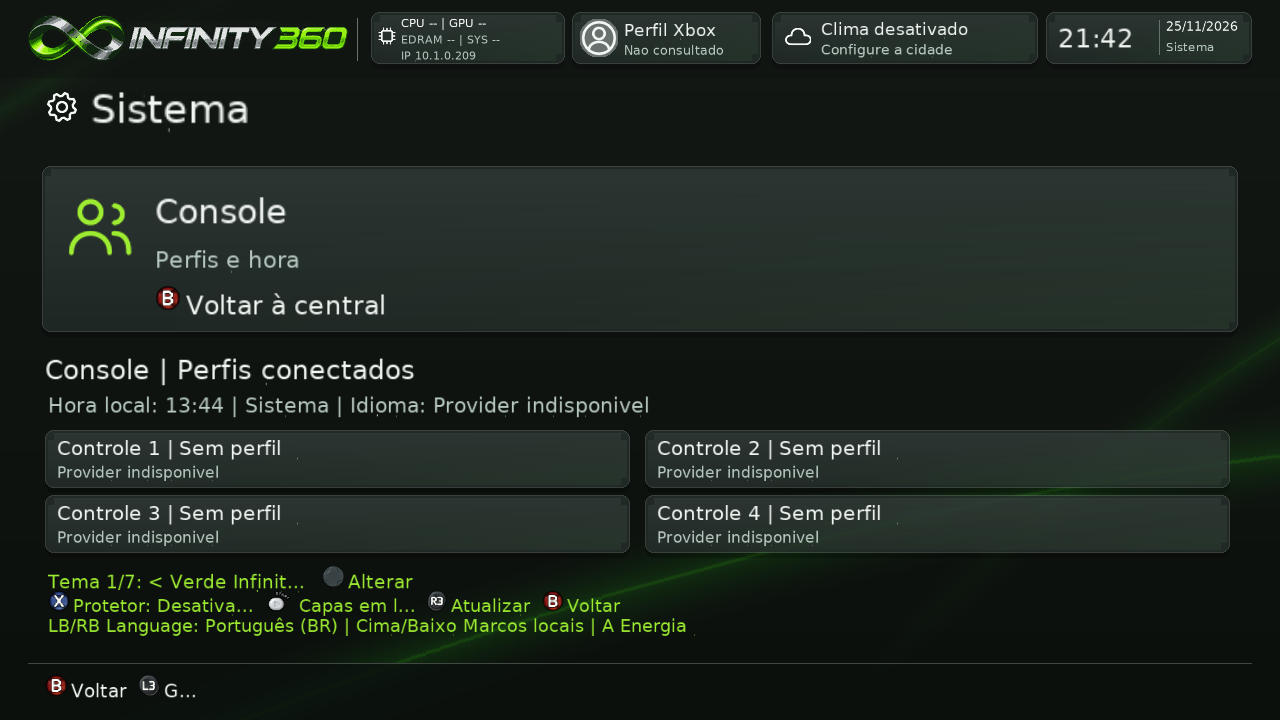 INFINITY 360
CPU -- | GPU --
EDRAM -- | SYS --
IP 10.1.0.209
Perfil Xbox
Nao consultado
Clima desativado
Configure a cidade
21:42
25/11/2026
Sistema
Sistema
Console
Perfis e hora
B Voltar à central
Console | Perfis conectados
Hora local: 13:44 | Sistema | Idioma: Provider indisponivel
Controle 1 | Sem perfil
Provider indisponivel
Controle 2 | Sem perfil
Provider indisponivel
Controle 3 | Sem perfil
Provider indisponivel
Controle 4 | Sem perfil
Provider indisponivel
Tema 1/7: < Verde Infinit... Alterar
X Protetor: Desativa... Capas em l... R3 Atualizar B Voltar
LB/RB Language: Português (BR) | Cima/Baixo Marcos locais | A Energia
B Voltar L3 G...